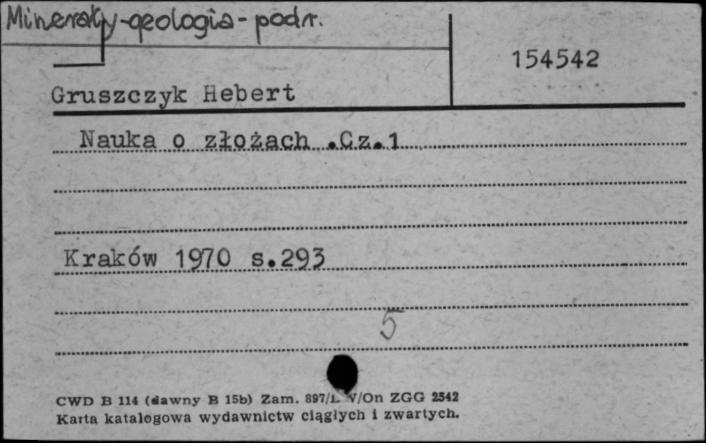 Minerały-geologia-podr.
154542
Gruszczyk Hebert
Nauka o złożach .Cz.1
Kraków 1970 s.293
5
CWD B 114 (dawny B 15b) Zam. 897/L V/On ZGG 2542
Karta katalogowa wydawnictw ciągłych i zwartych.